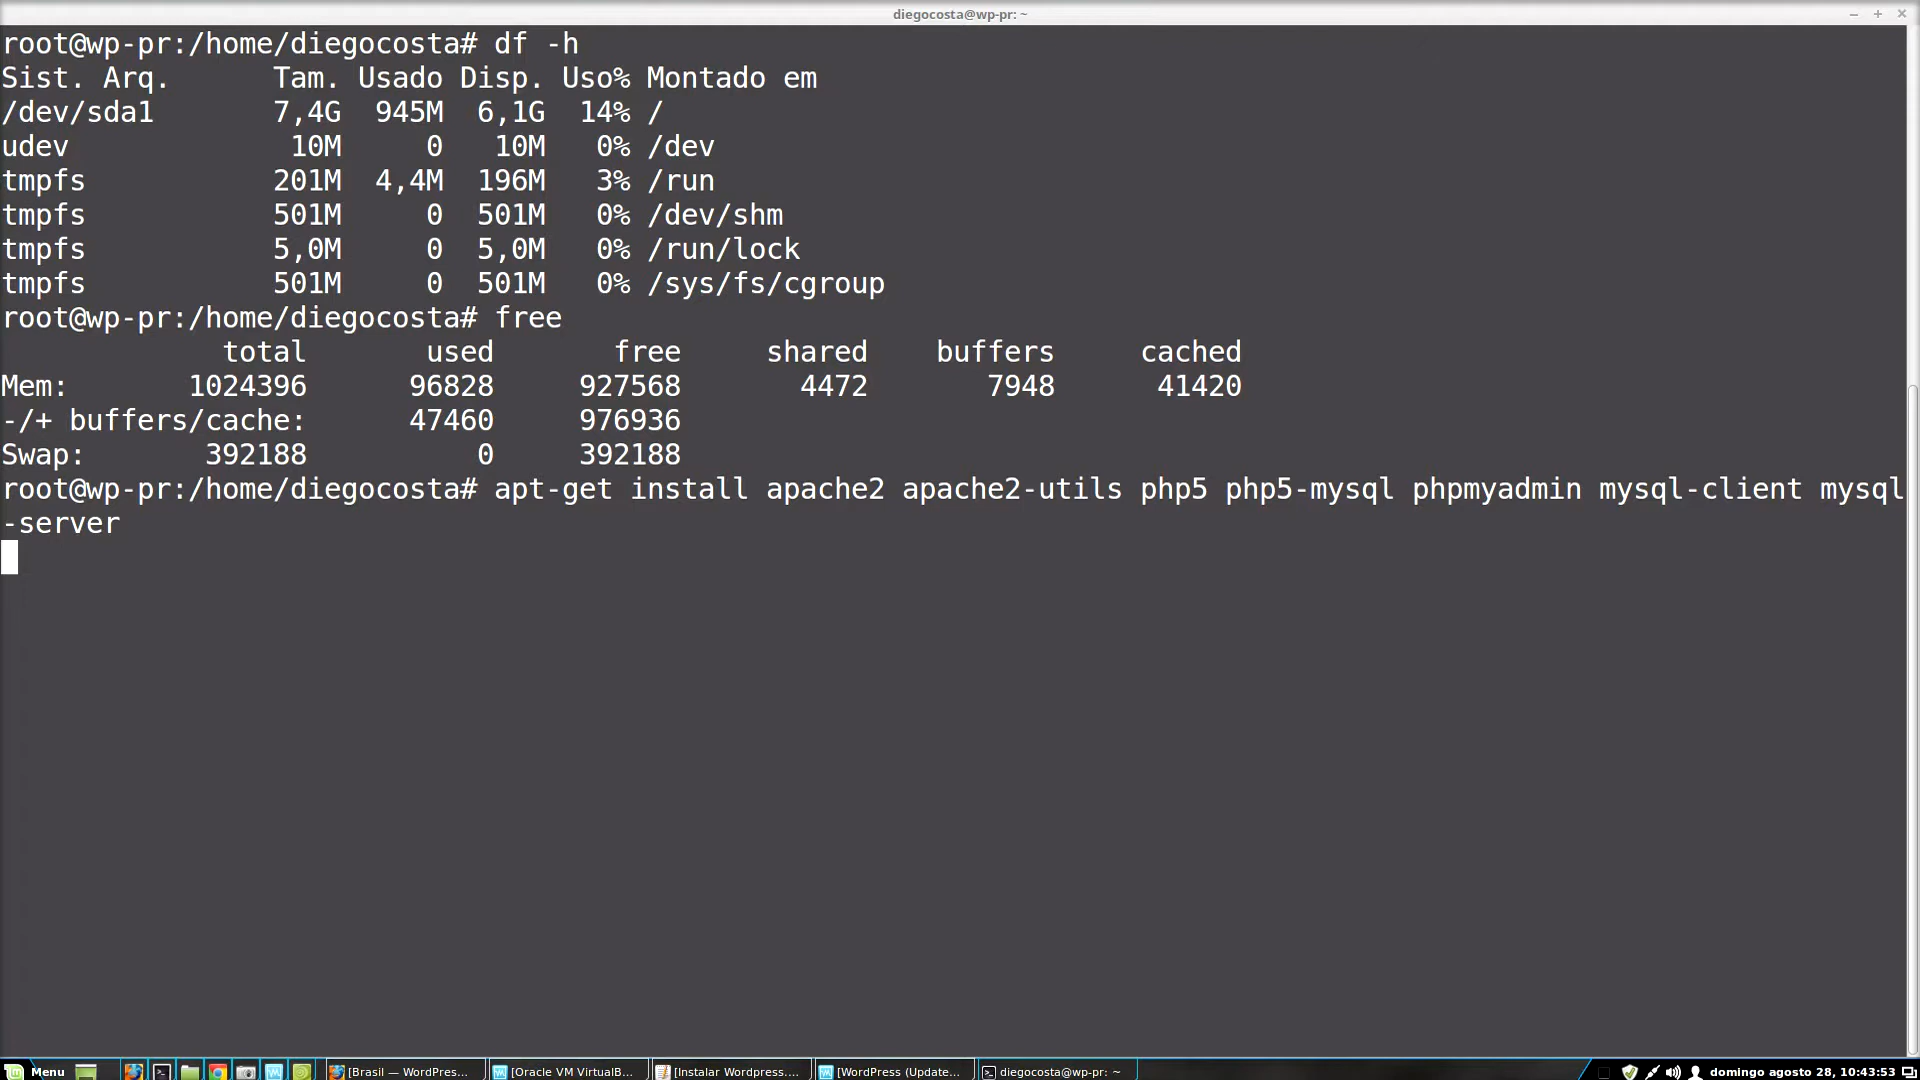 diegocosta@wp-pr: ~
root@wp-pr:/home/diegocosta# df -h
Sist. Arq.      Tam. Usado Disp. Uso% Montado em
/dev/sda1       7,4G  945M  6,1G  14% /
udev             10M     0   10M   0% /dev
tmpfs           201M  4,4M  196M   3% /run
tmpfs           501M     0  501M   0% /dev/shm
tmpfs           5,0M     0  5,0M   0% /run/lock
tmpfs           501M     0  501M   0% /sys/fs/cgroup
root@wp-pr:/home/diegocosta# free
             total       used       free     shared    buffers     cached
Mem:       1024396      96828     927568       4472       7948      41420
-/+ buffers/cache:      47460     976936
Swap:       392188          0     392188
root@wp-pr:/home/diegocosta# apt-get install apache2 apache2-utils php5 php5-mysql phpmyadmin mysql-client mysql
-server
Menu [Brasil — WordPres... [Oracle VM VirtualB... [Instalar Wordpress.... [WordPress (Update... diegocosta@wp-pr: ~ domingo agosto 28, 10:43:53